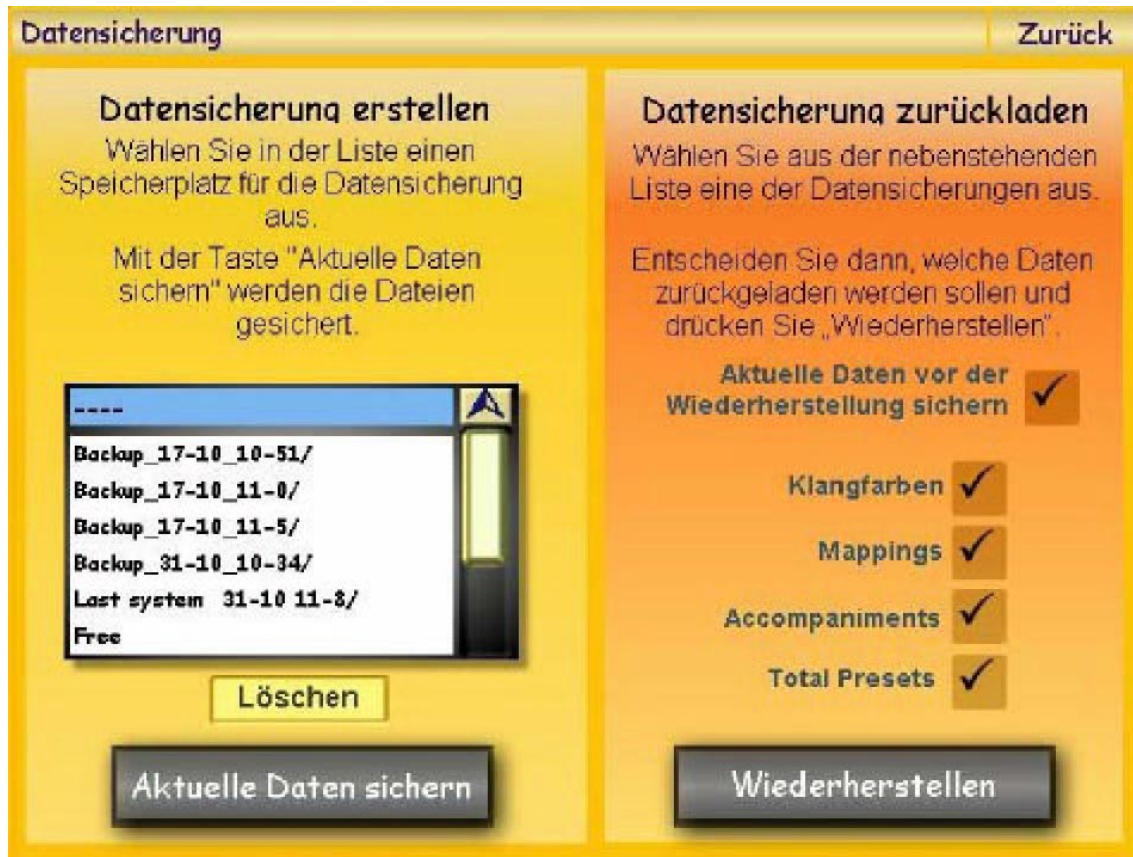 Datensicherung
Zurück
Datensicherung erstellen
Wählen Sie in der Liste einen
Speicherplatz für die Datensicherung
aus.
Mit der Taste "Aktuelle Daten
sichern" werden die Dateien
gesichert.
----
Backup_17-10_10-51/
Backup_17-10_11-0/
Backup_17-10_11-5/
Backup_31-10_10-34/
Last system 31-10 11-8/
Free
Löschen
Aktuelle Daten sichern
Datensicherung zurückladen
Wählen Sie aus der nebenstehenden
Liste eine der Datensicherungen aus.
Entscheiden Sie dann, welche Daten
zurückgeladen werden sollen und
drücken Sie „Wiederherstellen”.
Aktuelle Daten vor der
Wiederherstellung sichern
Klangfarben
Mappings
Accompaniments
Total Presets
Wiederherstellen